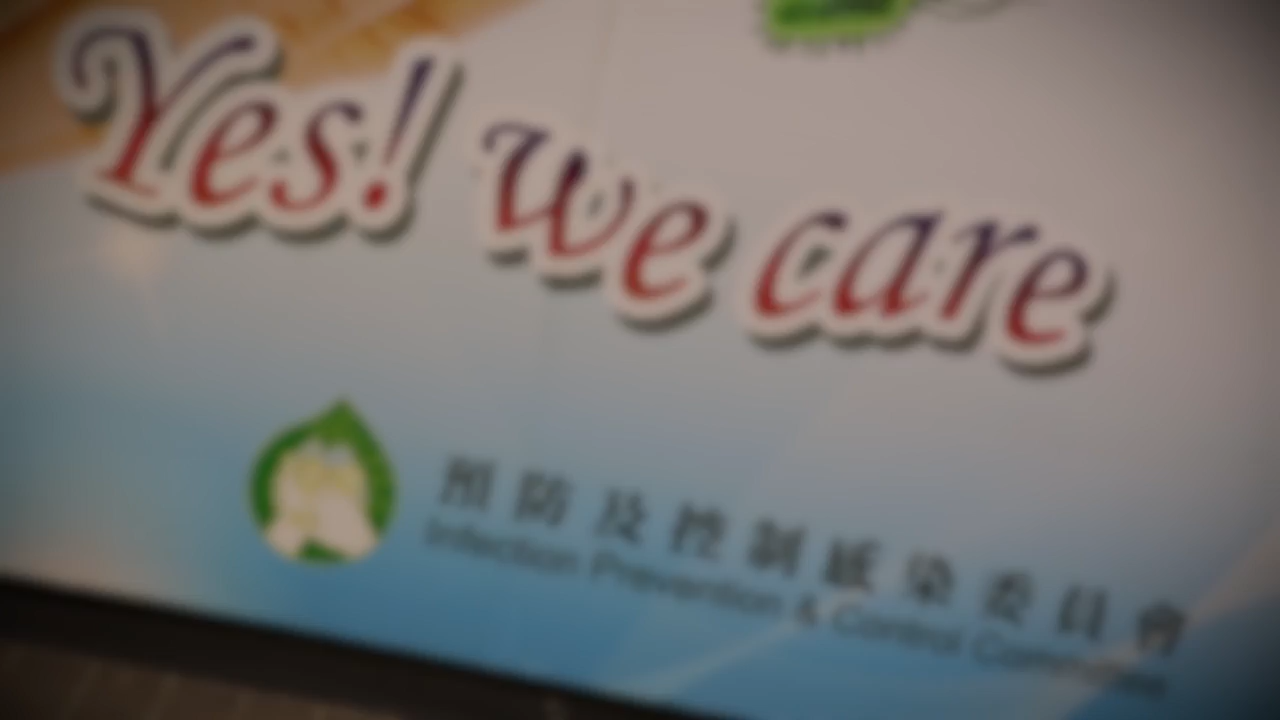 Yes! we care
預防及控制感染委員會
Infection Prevention & Control Committee